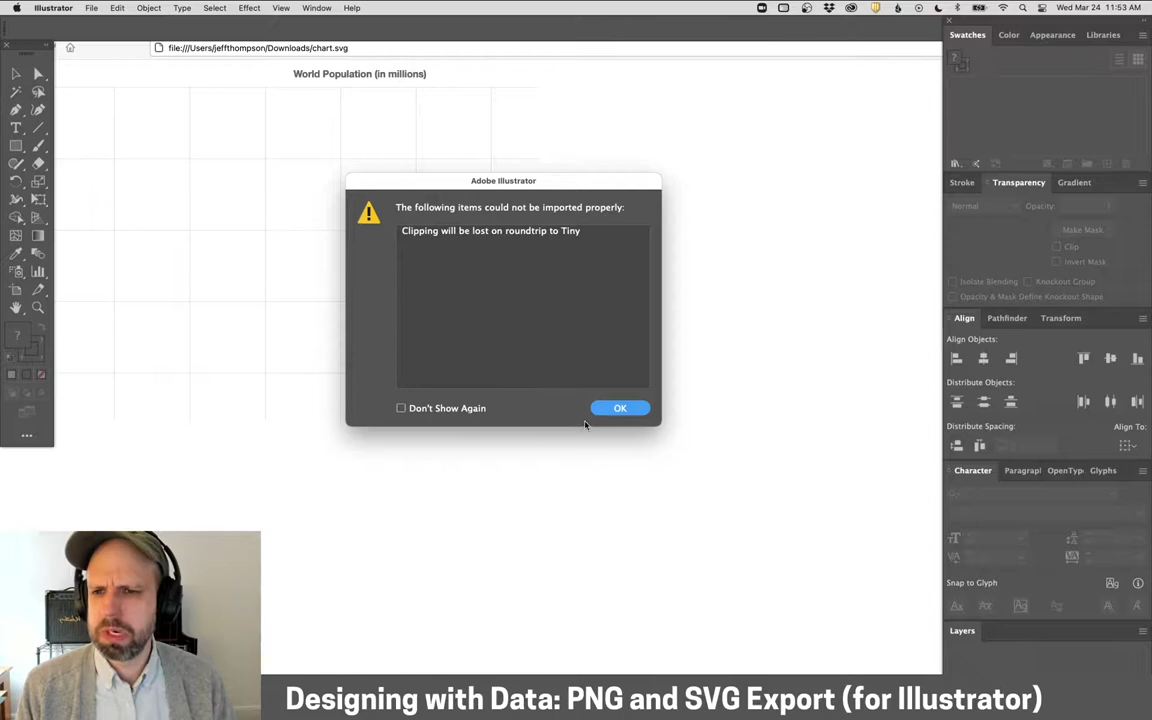 Illustrator File Edit Object Type Select Effect View Window Help
Wed Mar 24 11:53 AM
file:///Users/jeffthompson/Downloads/chart.svg
World Population (in millions)
Adobe Illustrator
The following items could not be imported properly:
Clipping will be lost on roundtrip to Tiny
Don't Show Again
OK
Swatches Color Appearance Libraries
Stroke Transparency Gradient
Normal Opacity:
Make Mask
Clip
Invert Mask
Isolate Blending Knockout Group
Opacity & Mask Define Knockout Shape
Align Pathfinder Transform
Align Objects:
Distribute Objects:
Distribute Spacing: Align To:
Character Paragraph OpenType Glyphs
Snap to Glyph
Layers
Designing with Data: PNG and SVG Export (for Illustrator)